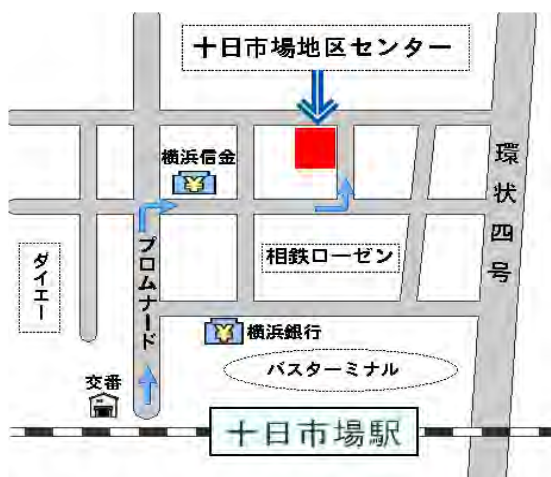 十日市場地区センター
横浜信金
環状四号
相鉄ローゼン
ダイエー
プロムナード
横浜銀行
バスターミナル
交番
十日市場駅